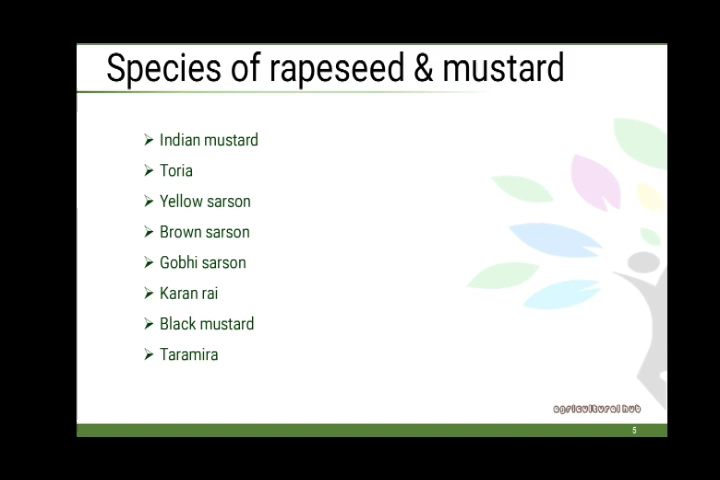 Species of rapeseed & mustard
Indian mustard
Toria
Yellow sarson
Brown sarson
Gobhi sarson
Karan rai
Black mustard
Taramira
agricultural hub
5